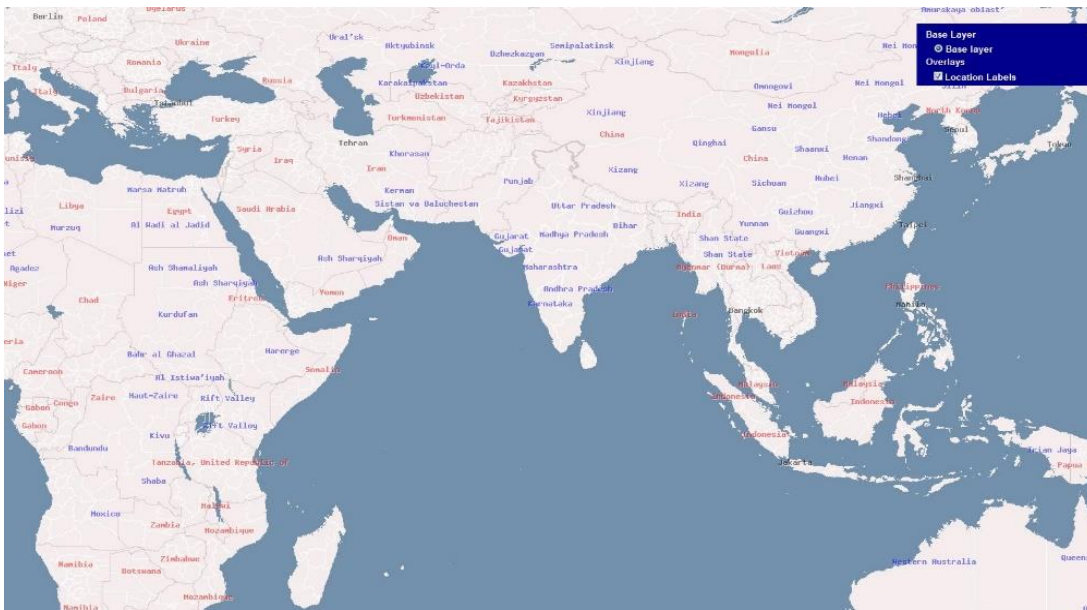 Amurskaya oblast'
Berlin
Poland
Ural'sk
Aktyubinsk
Semipalatinsk
Base Layer
Base layer
Overlays
Location Labels
Ukraine
Dzhezkazgan
Mongolia
Xinjiang
Romania
Italy
Kzyl-Orda
Russia
Karakalpakstan
Kazakhstan
Omnogovi
Nei Mongol
Italy
Bulgaria
Uzbekistan
Kyrgyzstan
Nei Mongol
Turkey
Turkmenistan
Tajikistan
Xinjiang
Hebei
North Korea
Gansu
Seoul
China
Tehran
Qinghai
Shaanxi
Shandong
Tokyo
Syria
Iraq
Khorasan
China
Henan
Iran
Xizang
Punjab
Xizang
Sichuan
Hubei
Shanghai
Warsa Matruh
Kerman
Sistan va Baluchestan
Libya
Egypt
Saudi Arabia
Uttar Pradesh
India
Guizhou
Jiangxi
Murzuq
Al Wadi al Jadid
Bihar
Yunnan
Taipei
Oman
Gujarat
Madhya Pradesh
Shan State
Guangxi
Gujarat
Shan State
Vietnam
Agadez
Ash Shamaliyah
Ash Sharqiyah
Maharashtra
Myanmar (Burma)
Laos
Niger
Ash Sharqiyah
Yemen
Andhra Pradesh
Philippines
Chad
Eritrea
Karnataka
Manila
Kurdufan
India
Bangkok
Bahr al Ghazal
Harerge
Cameroon
Al Istiwa'iyah
Somalia
Malaysia
Malaysia
Zaire
Haut-Zaire
Rift Valley
Indonesia
Indonesia
Gabon
Congo
Gabon
Rift Valley
Kivu
Indonesia
Bandundu
Irian Jaya
Tanzania, United Republic of
Jakarta
Papua
Shaba
Malawi
Moxico
Zambia
Mozambique
Zimbabwe
Namibia
Botswana
Western Australia
Queen
Mozambique
Namibia